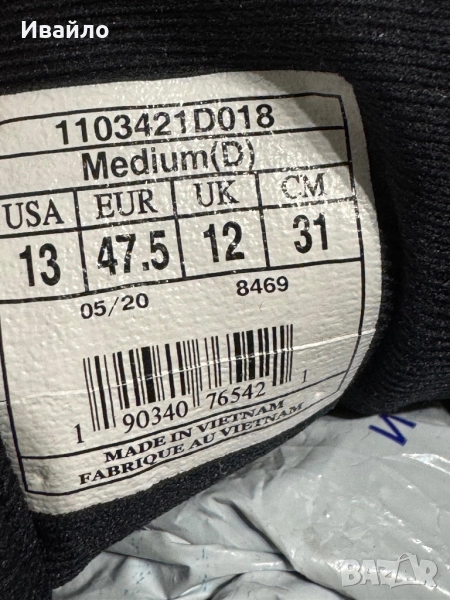 Ивайло
1103421D018
Medium(D)
USA EUR UK CM
13 47.5 12 31
05/20 8469
1 90340 76542 1
MADE IN VIETNAM
FABRIQUE AU VIETNAM
И
BAZAR